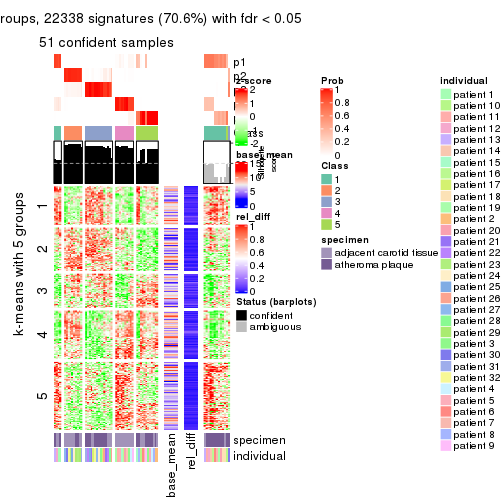 roups, 22338 signatures (70.6%) with fdr < 0.05
51 confident samples
p1
p2
z-score
2
1
0
-1
-2
Class
Silhouette
score
base_mean
15
10
5
0
rel_diff
1
0.8
0.6
0.4
0.2
0
Status (barplots)
confident
ambiguous
Prob
1
0.8
0.6
0.4
0.2
0
Class
1
2
3
4
5
specimen
adjacent carotid tissue
atheroma plaque
individual
patient 1
patient 10
patient 11
patient 12
patient 13
patient 14
patient 15
patient 16
patient 17
patient 18
patient 19
patient 2
patient 20
patient 21
patient 22
patient 23
patient 24
patient 25
patient 26
patient 27
patient 28
patient 29
patient 3
patient 30
patient 31
patient 32
patient 4
patient 5
patient 6
patient 7
patient 8
patient 9
k-means with 5 groups
1
2
3
4
5
specimen
individual
base_mean
rel_diff